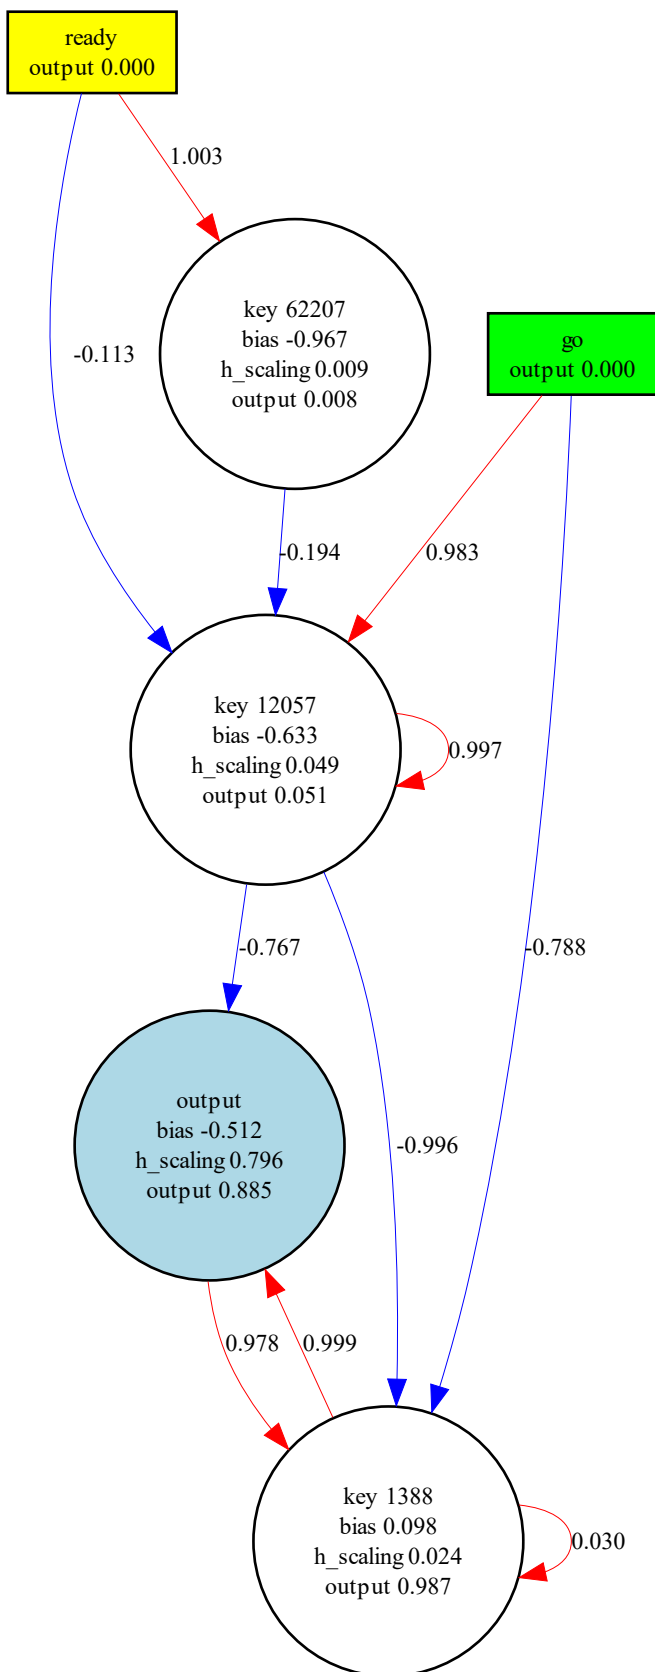 ready
output 0.000
1.003
key 62207
bias -0.967
h_scaling 0.009
output 0.008
-0.113
go
output 0.000
-0.194
0.983
key 12057
bias -0.633
h_scaling 0.049
output 0.051
0.997
-0.767
-0.788
output
bias -0.512
h_scaling 0.796
output 0.885
-0.996
0.978
0.999
key 1388
bias 0.098
h_scaling 0.024
output 0.987
0.030